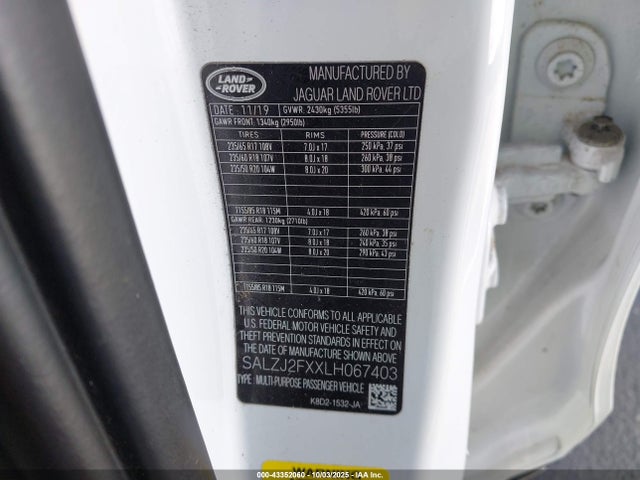 LAND ROVER
MANUFACTURED BY
JAGUAR LAND ROVER LTD
DATE: 11/19 GVWR: 2430kg (5355lb)
GAWR FRONT: 1340kg (2950lb)
TIRES RIMS PRESSURE (COLD)
235/65 R17 108V 7.0J x 17 250 kPa, 37 psi
235/60 R18 107V 8.0J x 18 260 kPa, 38 psi
235/50 R20 104W 8.0J x 20 300 kPa, 44 psi
T155/85 R18 115M 4.0J x 18 420 kPa, 60 psi
GAWR REAR: 1230kg (2710lb)
235/65 R17 108V 7.0J x 17 260 kPa, 38 psi
235/60 R18 107V 8.0J x 18 240 kPa, 35 psi
235/50 R20 104W 8.0J x 20 290 kPa, 43 psi
T155/85 R18 115M 4.0J x 18 420 kPa, 60 psi
THIS VEHICLE CONFORMS TO ALL APPLICABLE
U.S. FEDERAL MOTOR VEHICLE SAFETY AND
THEFT PREVENTION STANDARDS IN EFFECT
ON THE DATE OF MANUFACTURE SHOWN ABOVE.
SALZJ2FXXLH067403
TYPE: MULTI-PURPOSE PASSENGER VEHICLE
K8D2-1532-JA
000-43352060 - 10/03/2025 - IAAI.com